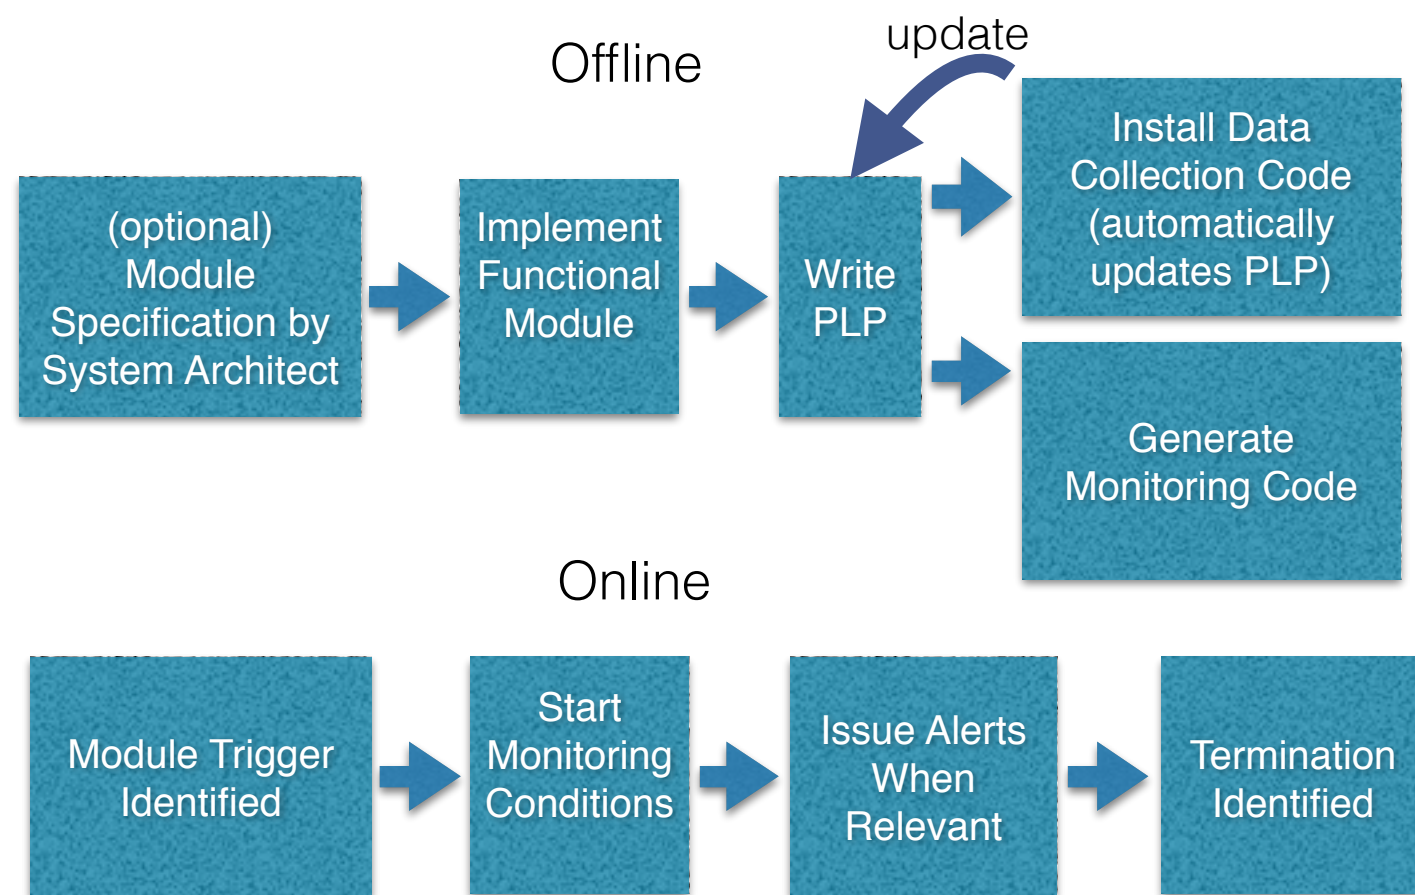 Offline
update
(optional)
Module
Specification by
System Architect
Implement
Functional
Module
Write
PLP
Install Data
Collection Code
(automatically
updates PLP)
Generate
Monitoring Code
Online
Module Trigger
Identified
Start
Monitoring
Conditions
Issue Alerts
When
Relevant
Termination
Identified